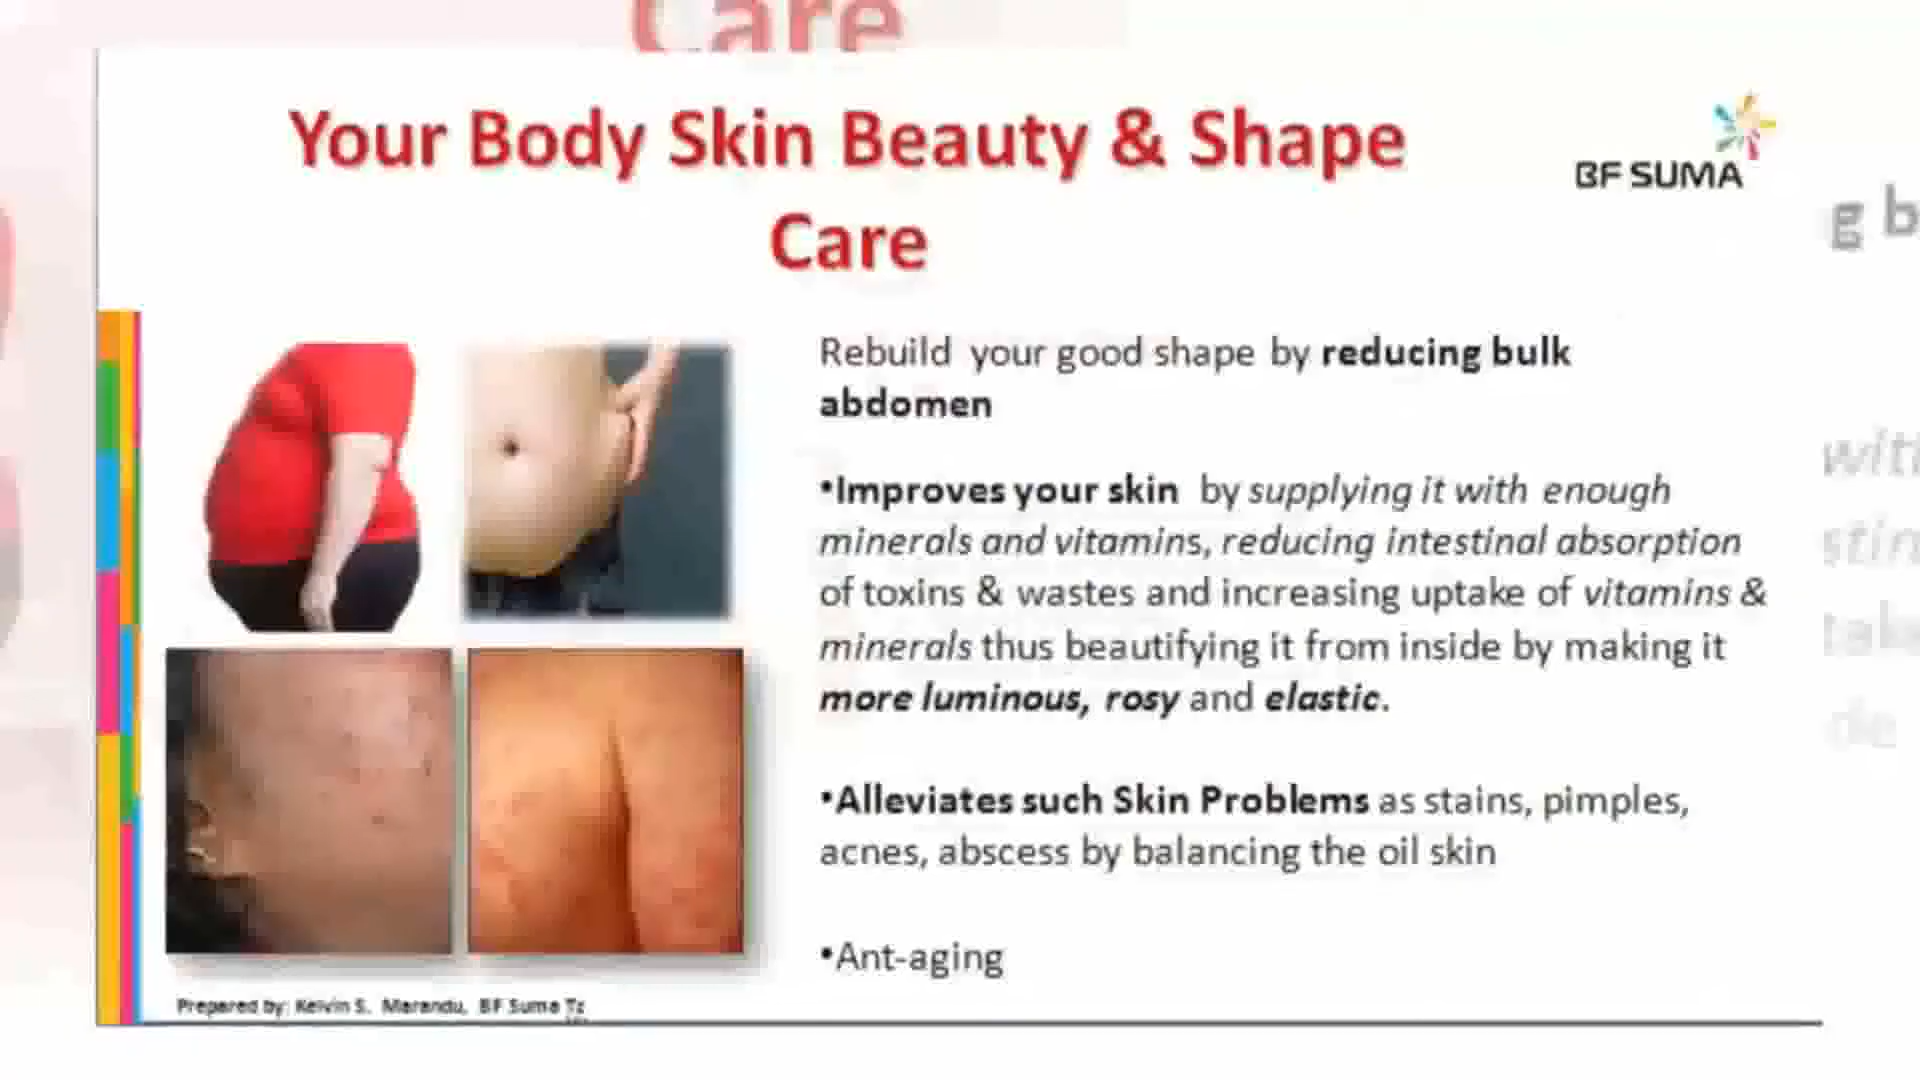 Care
Your Body Skin Beauty & Shape
Care
BF SUMA
g b
Rebuild your good shape by reducing bulk
abdomen
•Improves your skin by supplying it with enough
minerals and vitamins, reducing intestinal absorption
of toxins & wastes and increasing uptake of vitamins &
minerals thus beautifying it from inside by making it
more luminous, rosy and elastic.
•Alleviates such Skin Problems as stains, pimples,
acnes, abscess by balancing the oil skin
•Ant-aging
Prepared by: Kelvin S. Marandu, BF Suma Tz